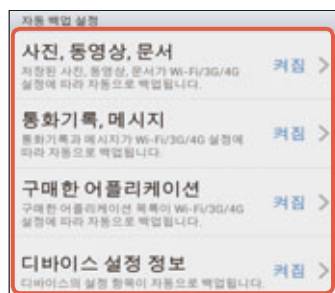 자동 백업 설정
사진, 동영상, 문서
저장된 사진, 동영상, 문서가 Wi-Fi/3G/4G
설정에 따라 자동으로 백업됩니다.
켜짐
통화기록, 메시지
통화기록과 메시지가 Wi-Fi/3G/4G 설정에
따라 자동으로 백업됩니다.
켜짐
구매한 어플리케이션
구매한 어플리케이션 목록이 Wi-Fi/3G/4G
설정에 따라 자동으로 백업됩니다.
켜짐
디바이스 설정 정보
디바이스의 설정 항목이 자동으로 백업됩니다.
켜짐